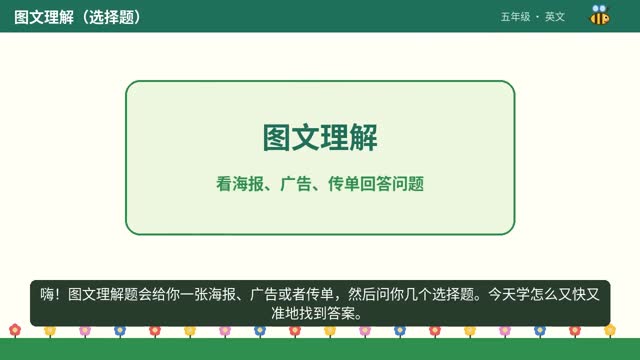 图文理解（选择题）
五年级 · 英文
图文理解
看海报、广告、传单回答问题
嗨！图文理解题会给你一张海报、广告或者传单，然后问你几个选择题。今天学怎么又快又
准地找到答案。